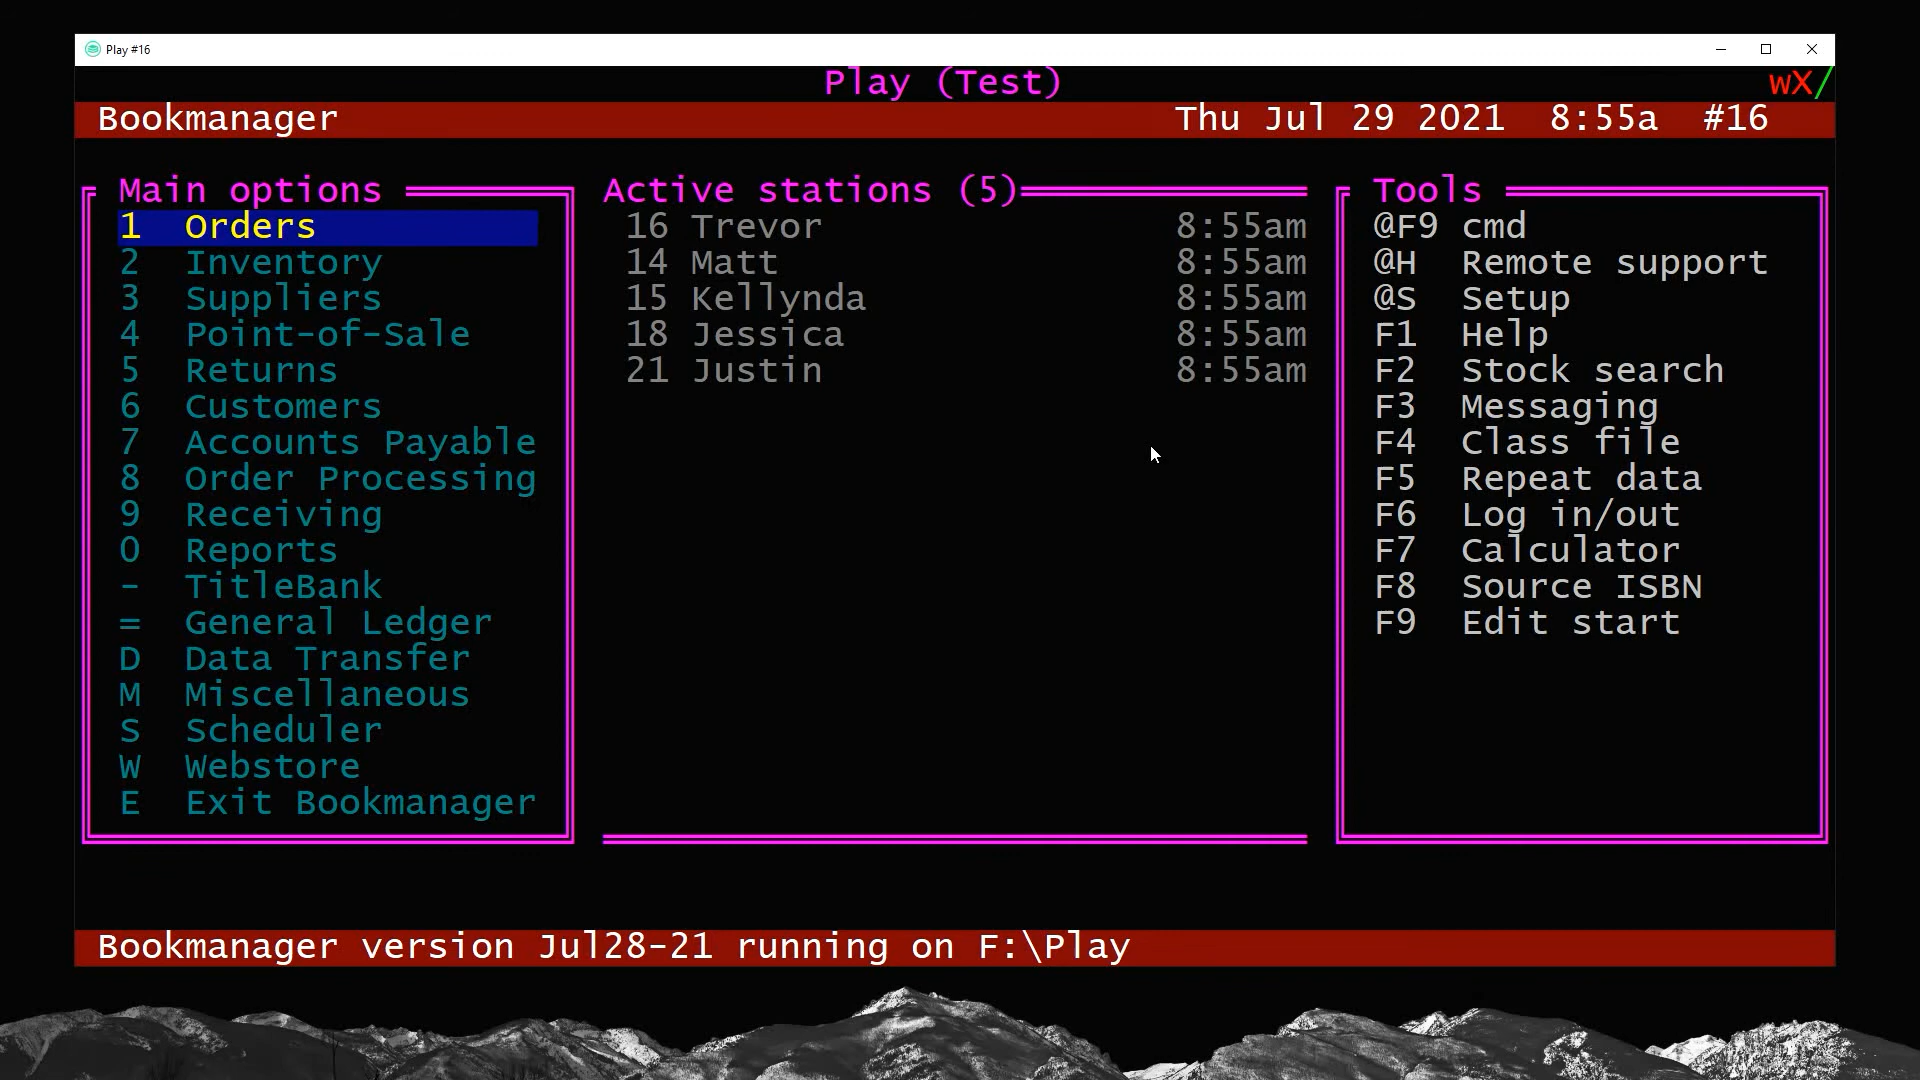 Play #16
Play (Test) wX/
Bookmanager Thu Jul 29 2021 8:55a #16
Main options
1 Orders
2 Inventory
3 Suppliers
4 Point-of-Sale
5 Returns
6 Customers
7 Accounts Payable
8 Order Processing
9 Receiving
0 Reports
- TitleBank
= General Ledger
D Data Transfer
M Miscellaneous
S Scheduler
W Webstore
E Exit Bookmanager
Active stations (5)
16 Trevor 8:55am
14 Matt 8:55am
15 Kellynda 8:55am
18 Jessica 8:55am
21 Justin 8:55am
Tools
@F9 cmd
@H Remote support
@S Setup
F1 Help
F2 Stock search
F3 Messaging
F4 Class file
F5 Repeat data
F6 Log in/out
F7 Calculator
F8 Source ISBN
F9 Edit start
Bookmanager version Jul28-21 running on F:\Play